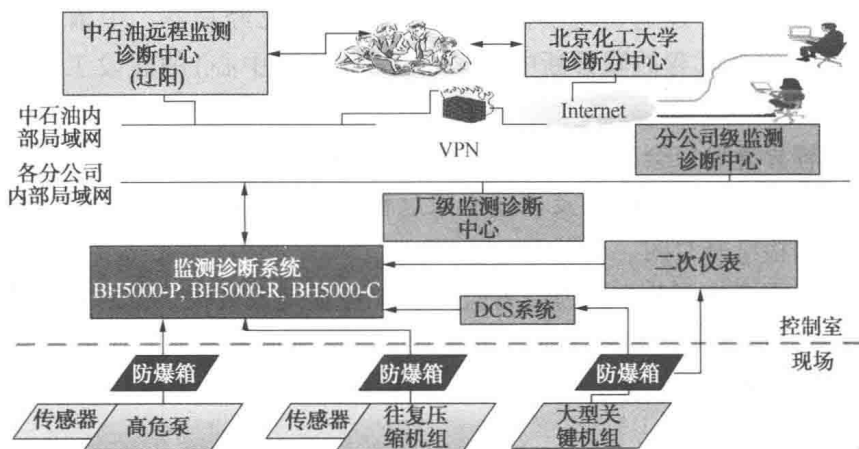 中石油远程监测
诊断中心
(辽阳)
北京化工大学
诊断分中心
中石油内
部局域网
VPN
Internet
分公司级监测
诊断中心
各分公司
内部局域网
厂级监测诊断
中心
监测诊断系统
BH5000-P, BH5000-R, BH5000-C
二次仪表
DCS系统
控制室
现场
防爆箱
防爆箱
防爆箱
传感器
高危泵
传感器
往复压
缩机组
大型关
键机组